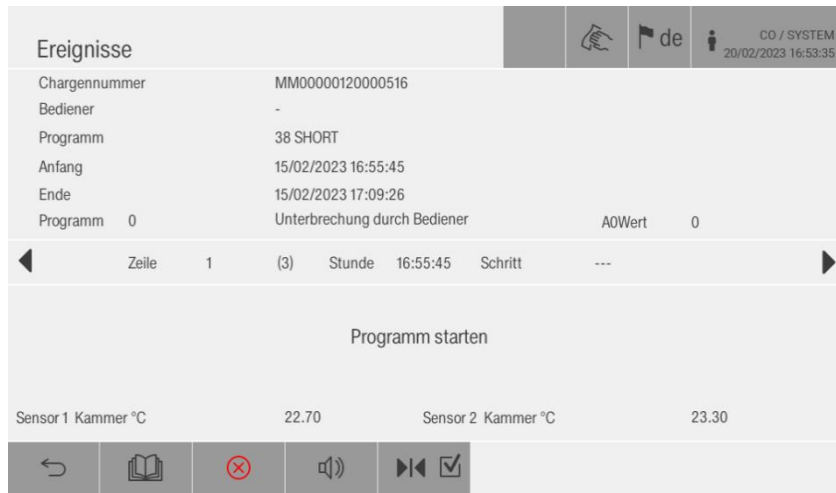 CO / SYSTEM
Ereignisse de 20/02/2023 16:53:35
Chargennummer MM00000120000516
Bediener -
Programm 38 SHORT
Anfang 15/02/2023 16:55:45
Ende 15/02/2023 17:09:26
Programm 0 Unterbrechung durch Bediener A0Wert 0
Zeile 1 (3) Stunde 16:55:45 Schritt ---
Programm starten
Sensor 1 Kammer °C 22.70 Sensor 2 Kammer °C 23.30